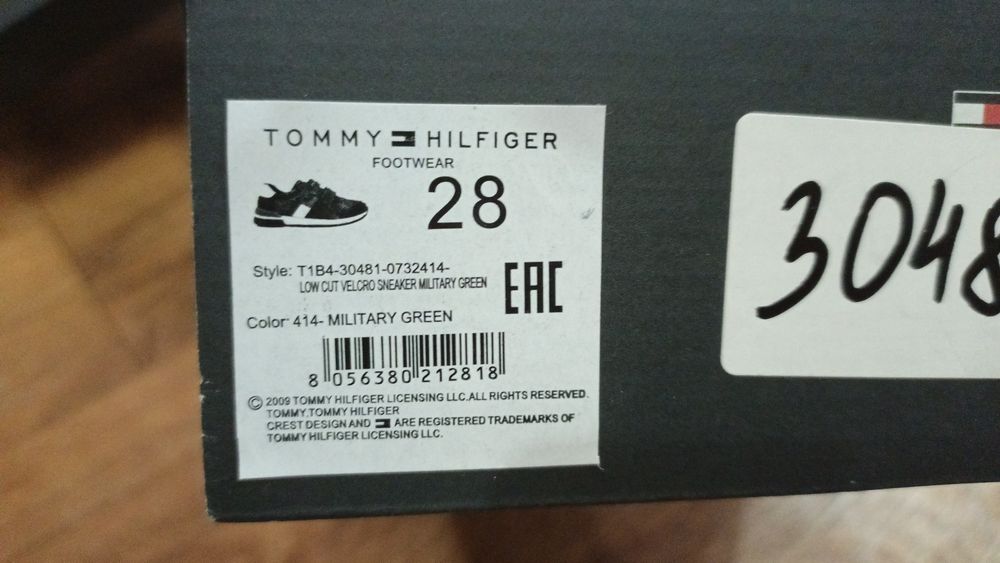 TOMMY HILFIGER
FOOTWEAR
28
Style: T1B4-30481-0732414-
LOW CUT VELCRO SNEAKER MILITARY GREEN
EAC
Color: 414- MILITARY GREEN
8 056380 212818
© 2009 TOMMY HILFIGER LICENSING LLC.ALL RIGHTS RESERVED.
TOMMY,TOMMY HILFIGER
CREST DESIGN AND ARE REGISTERED TRADEMARKS OF
TOMMY HILFIGER LICENSING LLC.
3048